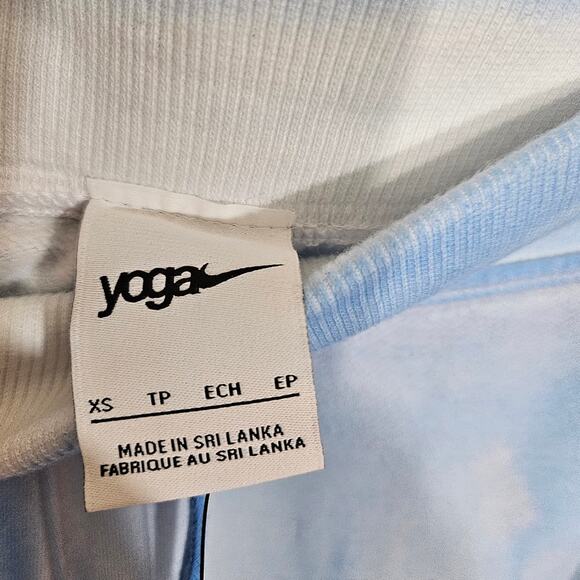 yoga
XS TP ECH EP
MADE IN SRI LANKA
FABRIQUE AU SRI LANKA